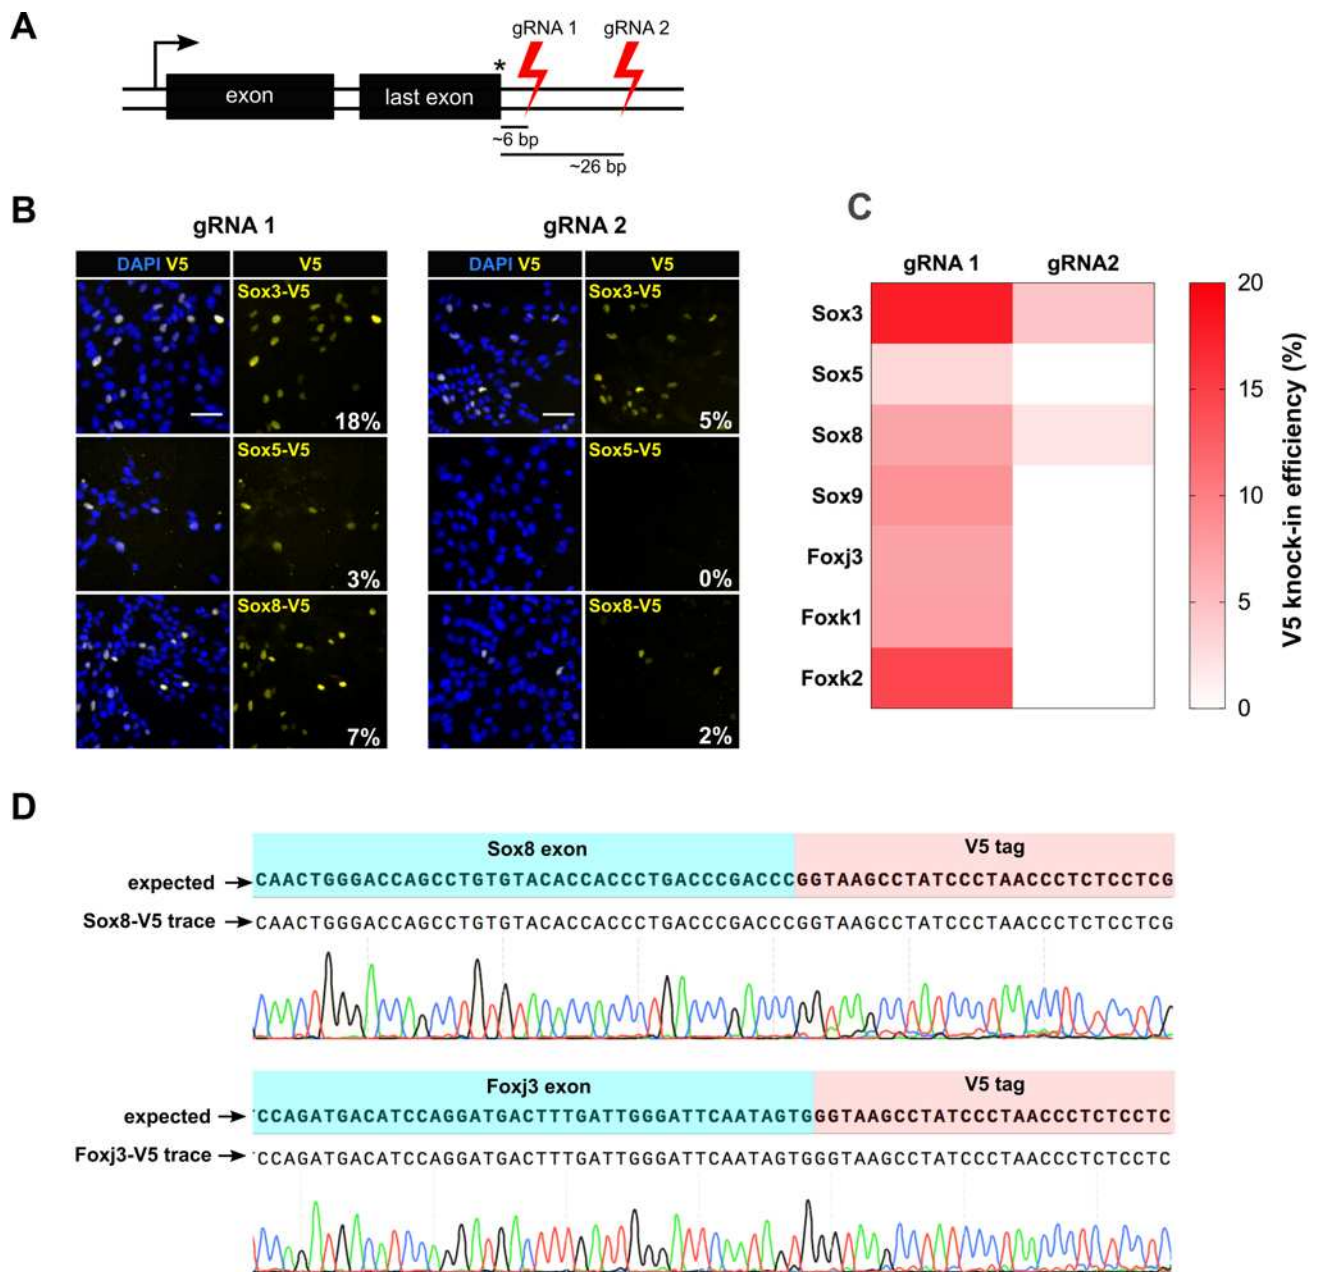 A
gRNA 1 gRNA 2
*
exon last exon
~6 bp
~26 bp
B
gRNA 1 gRNA 2
DAPI V5 V5 DAPI V5 V5
Sox3-V5 Sox3-V5
18% 5%
Sox5-V5 Sox5-V5
3% 0%
Sox8-V5 Sox8-V5
7% 2%
C
gRNA 1 gRNA2
Sox3
Sox5
Sox8
Sox9
Foxj3
Foxk1
Foxk2
20
15
10
5
0
V5 knock-in efficiency (%)
D
Sox8 exon V5 tag
expected CAACTGGGACCAGCCTGTGTACACCACCCTGACCCGACCCGGTAAGCCTATCCCTAACCCTCTCCTCG
Sox8-V5 trace CAACTGGGACCAGCCTGTGTACACCACCCTGACCCGACCCGGTAAGCCTATCCCTAACCCTCTCCTCG
Foxj3 exon V5 tag
expected CCAGATGACATCCAGGATGACTTTGATTGGGATTCAATAGTGGGTAAGCCTATCCCTAACCCTCTCCTC
Foxj3-V5 trace CCAGATGACATCCAGGATGACTTTGATTGGGATTCAATAGTGGGTAAGCCTATCCCTAACCCTCTCCTC